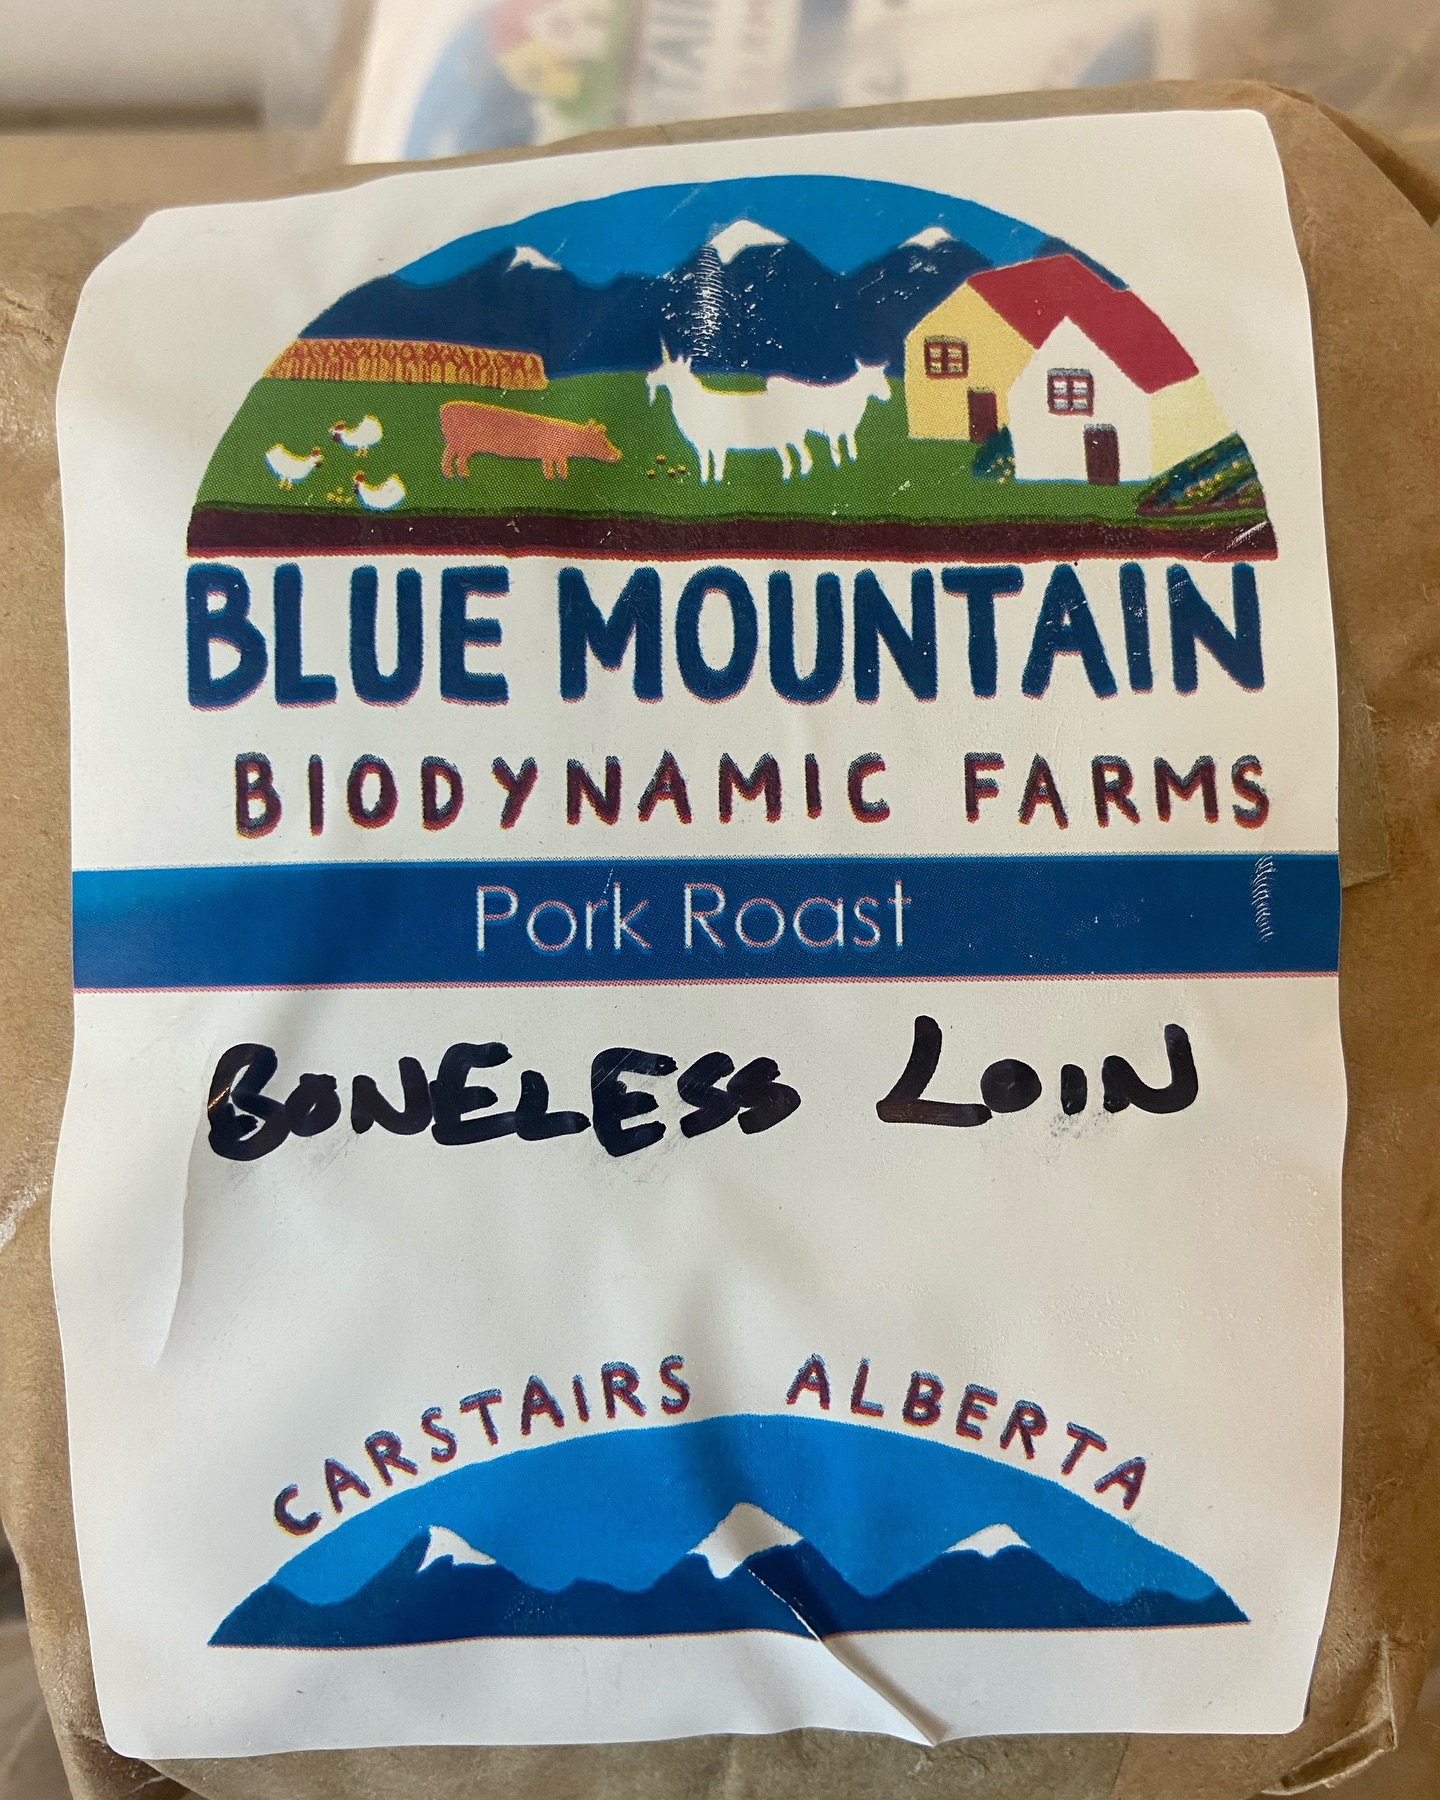 BLUE MOUNTAIN
BIODYNAMIC FARMS
Pork Roast
BONELESS LOIN
CARSTAIRS ALBERTA